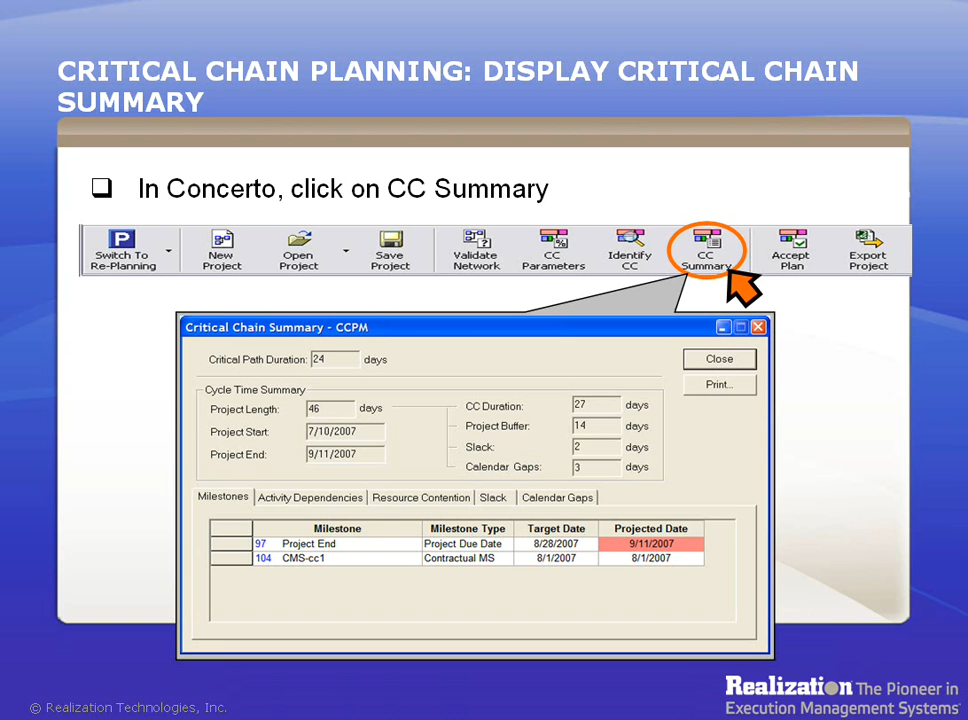 CRITICAL CHAIN PLANNING: DISPLAY CRITICAL CHAIN
SUMMARY
In Concerto, click on CC Summary
P
Switch To
Re-Planning
New
Project
Open
Project
Save
Project
Validate
Network
CC
Parameters
Identify
CC
CC
Summary
Accept
Plan
Export
Project
Critical Chain Summary - CCPM
Critical Path Duration: 24 days
Close
Print...
Cycle Time Summary
Project Length: 46 days
Project Start: 7/10/2007
Project End: 9/11/2007
CC Duration: 27 days
Project Buffer: 14 days
Slack: 2 days
Calendar Gaps: 3 days
Milestones Activity Dependencies Resource Contention Slack Calendar Gaps
Milestone Milestone Type Target Date Projected Date
97 Project End Project Due Date 8/28/2007 9/11/2007
104 CMS-cc1 Contractual MS 8/1/2007 8/1/2007
© Realization Technologies, Inc.
Realization The Pioneer in
Execution Management Systems